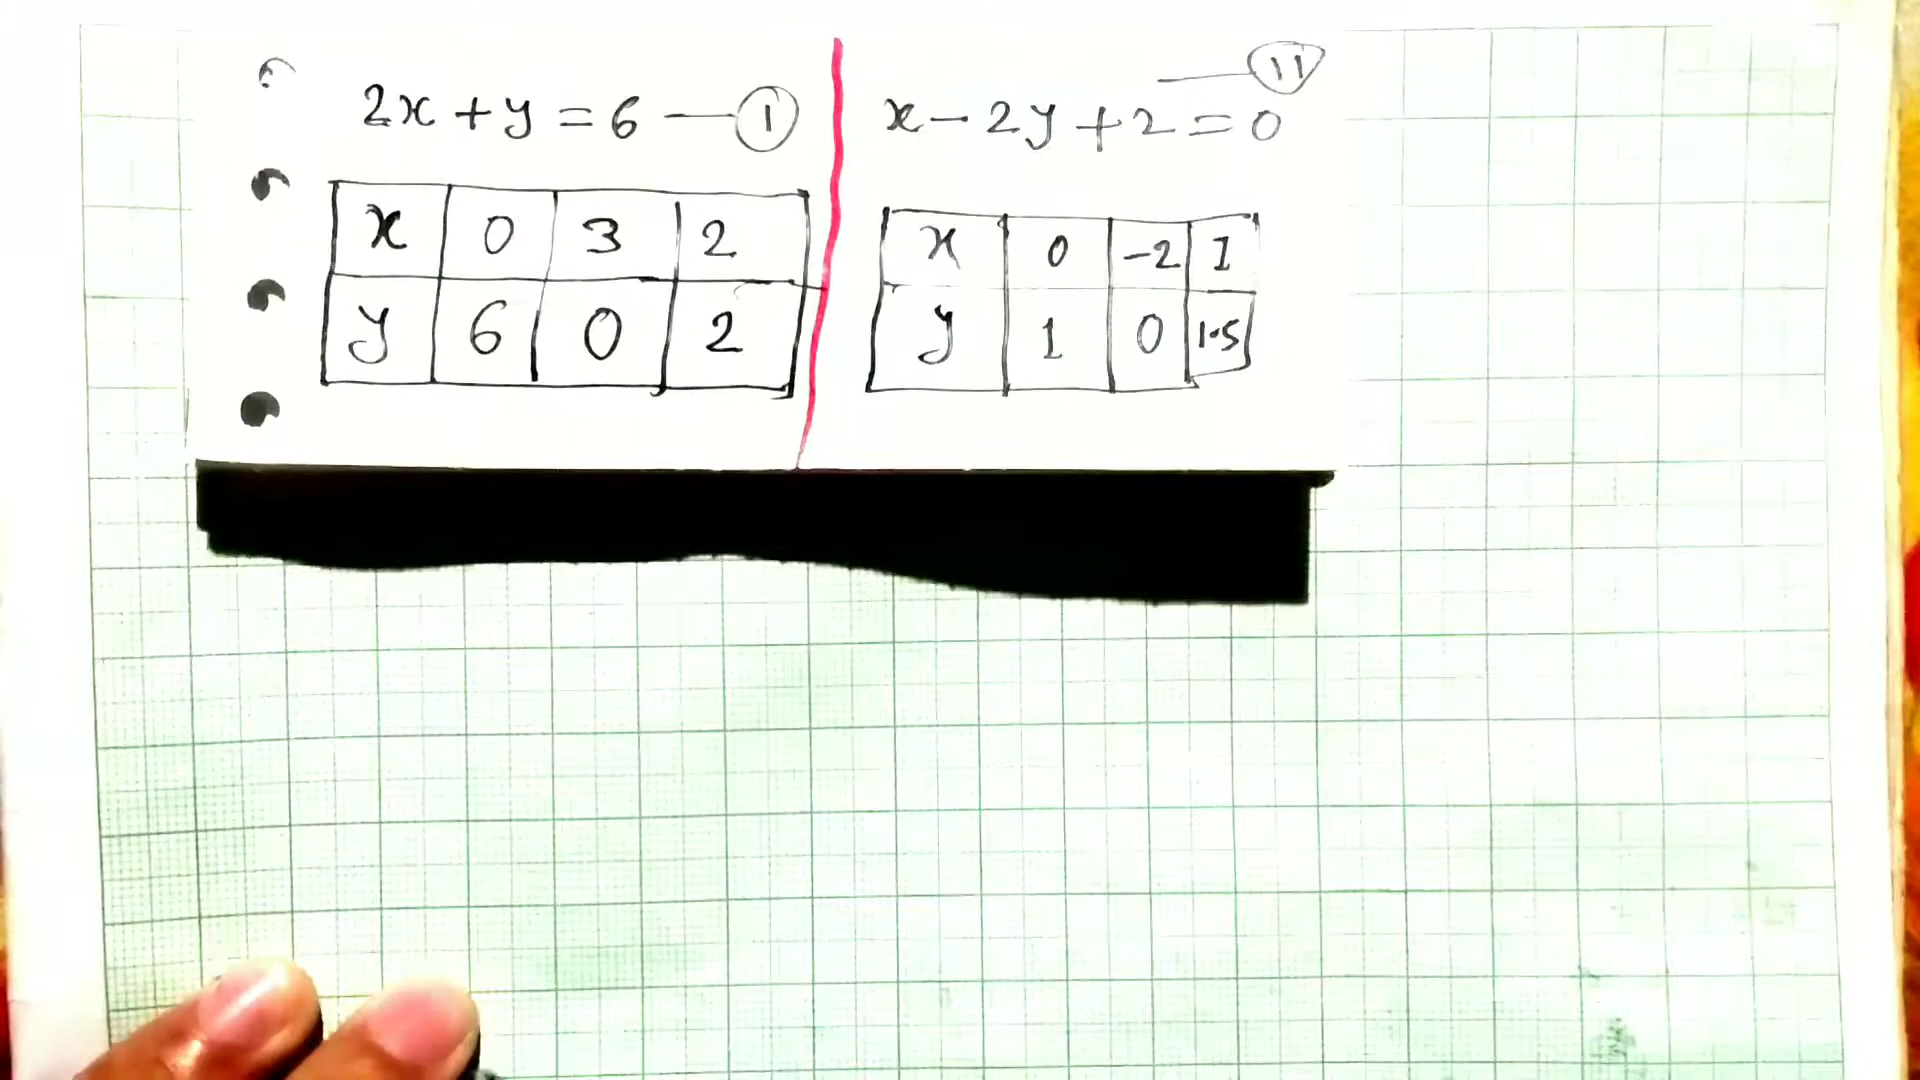 2x + y = 6 — (1)
x - 2y + 2 = 0 — (11)
x 0 3 2
y 6 0 2
x 0 -2 1
y 1 0 1.5